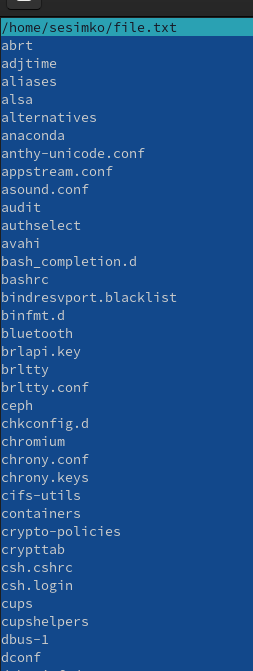 /home/sesimko/file.txt
abrt
adjtime
aliases
alsa
alternatives
anaconda
anthy-unicode.conf
appstream.conf
asound.conf
audit
authselect
avahi
bash_completion.d
bashrc
bindresvport.blacklist
binfmt.d
bluetooth
brlapi.key
brltty
brltty.conf
ceph
chkconfig.d
chromium
chrony.conf
chrony.keys
cifs-utils
containers
crypto-policies
crypttab
csh.cshrc
csh.login
cups
cupshelpers
dbus-1
dconf